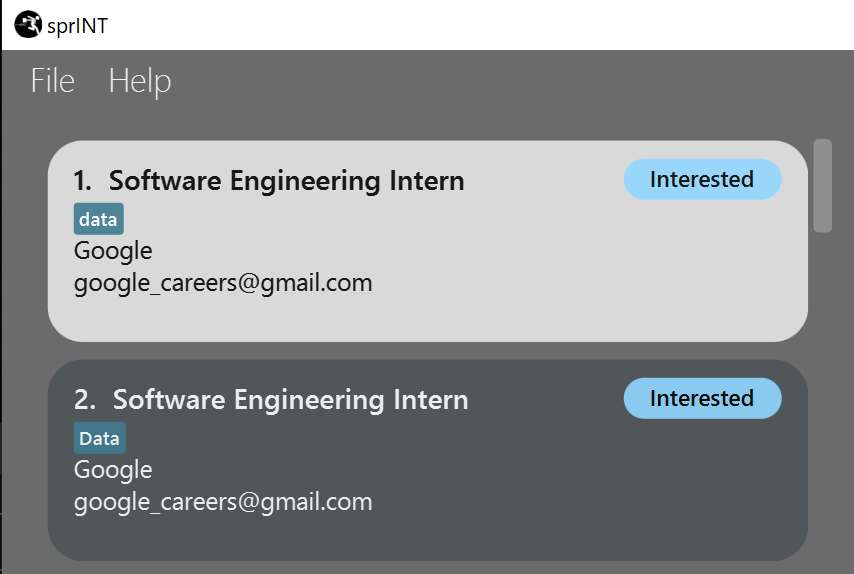 sprINT
File Help
1. Software Engineering Intern Interested
data
Google
google_careers@gmail.com
2. Software Engineering Intern Interested
Data
Google
google_careers@gmail.com